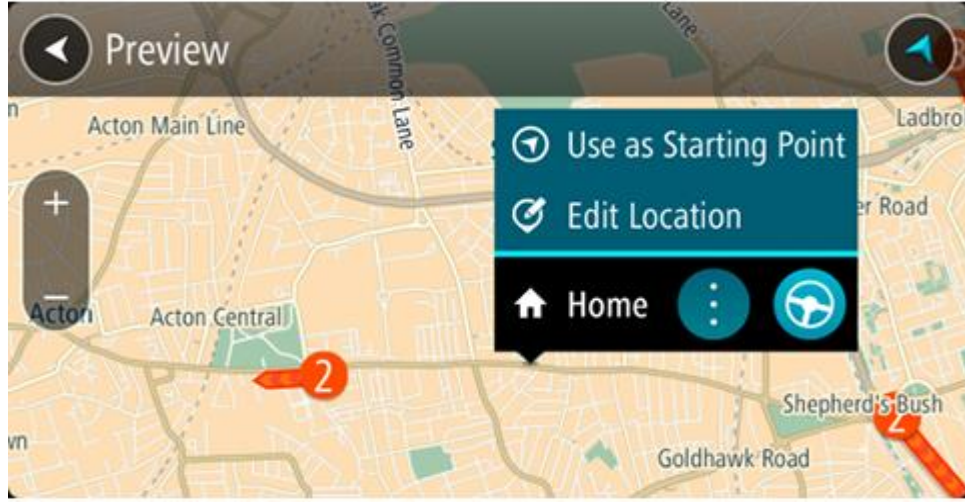 Preview
Common Lane
Acton Main Line
Ladbro
Use as Starting Point
+
Edit Location
er Road
−
Acton
Acton Central
Home
2
Shepherd's Bush
2
Goldhawk Road